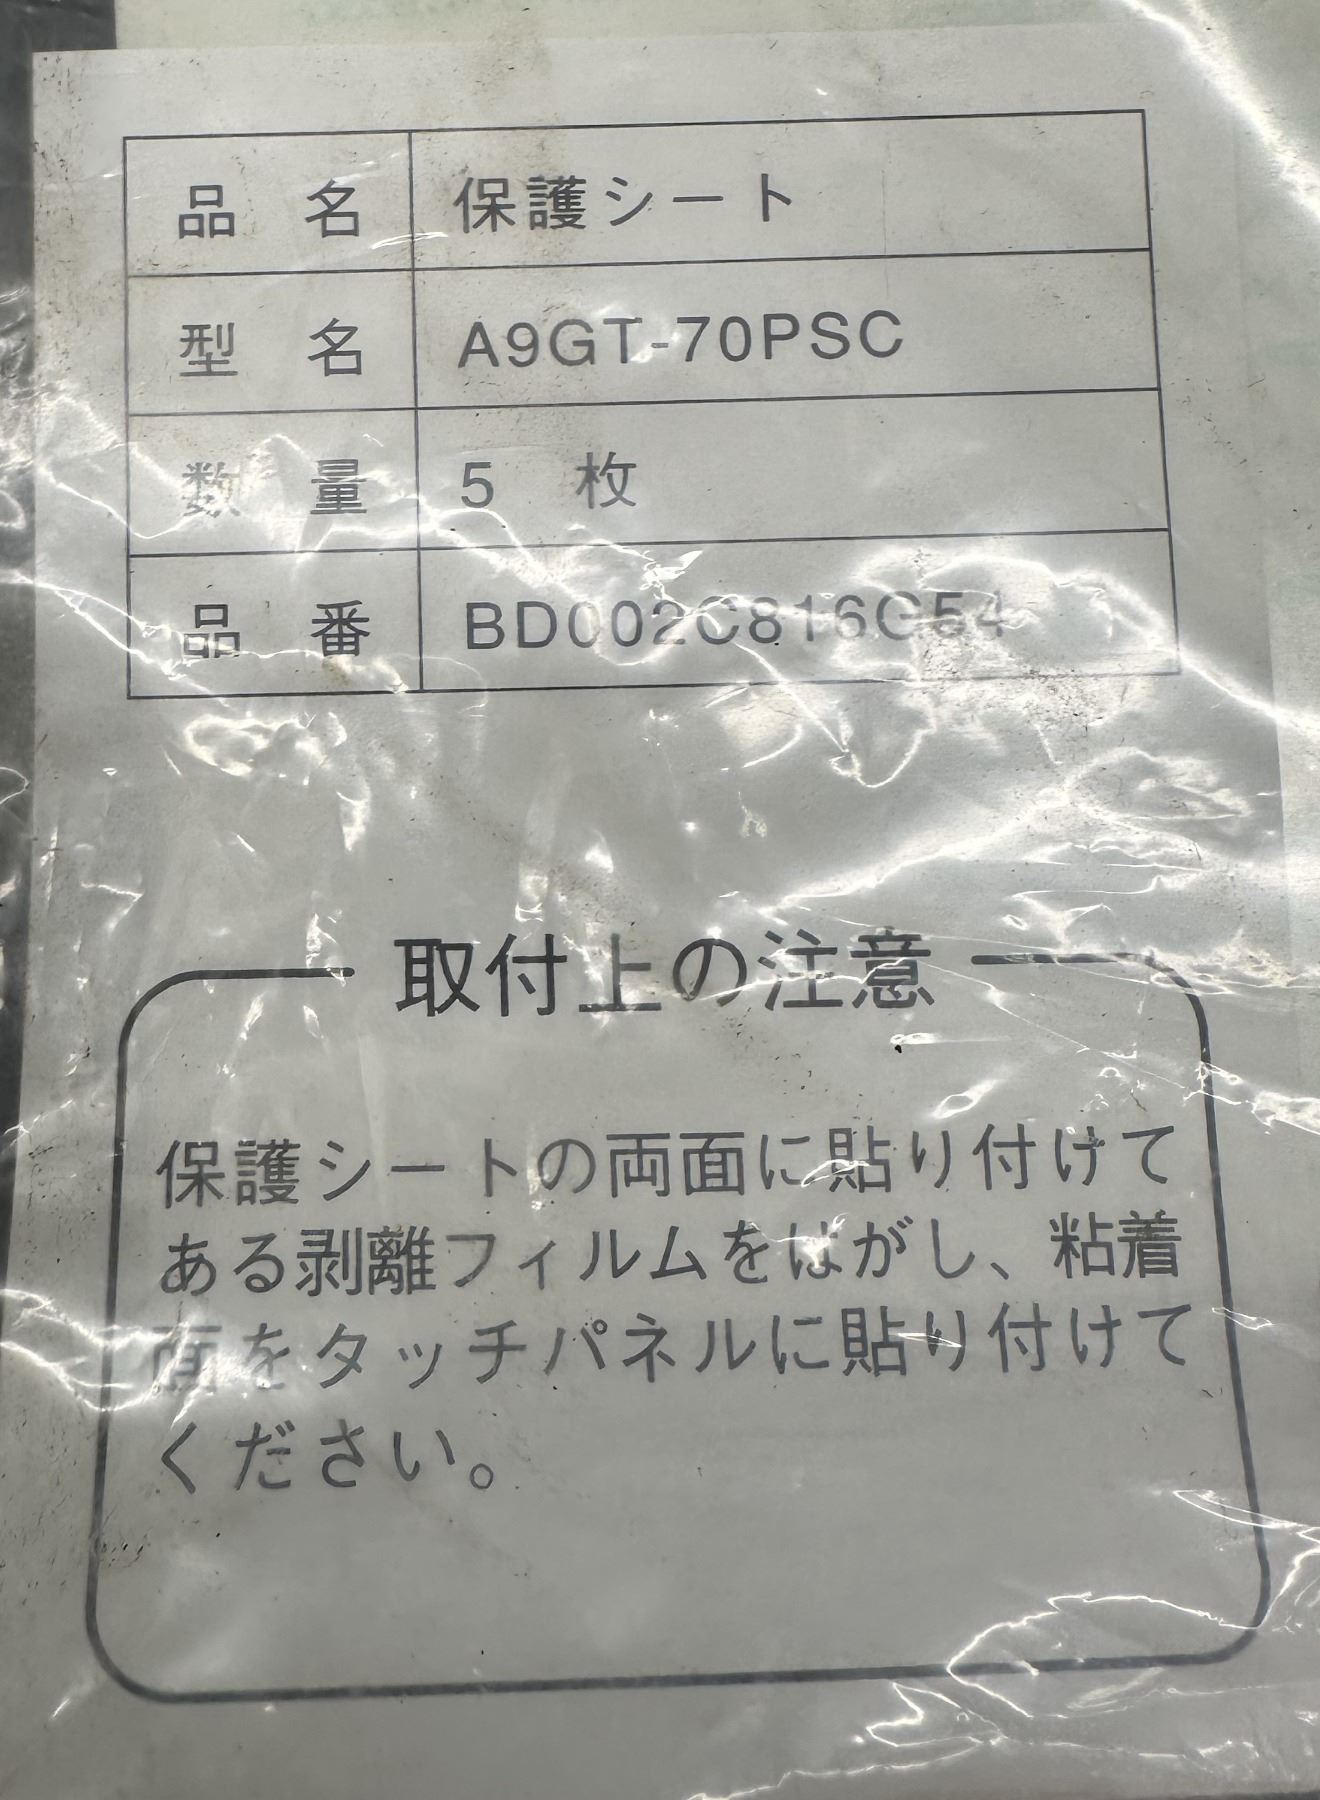 品名 保護シート
型名 A9GT-70PSC
数量 5 枚
品番 BD002C816G54
取付上の注意
保護シートの両面に貼り付けて
ある剥離フィルムをはがし、粘着
面をタッチパネルに貼り付けて
ください。